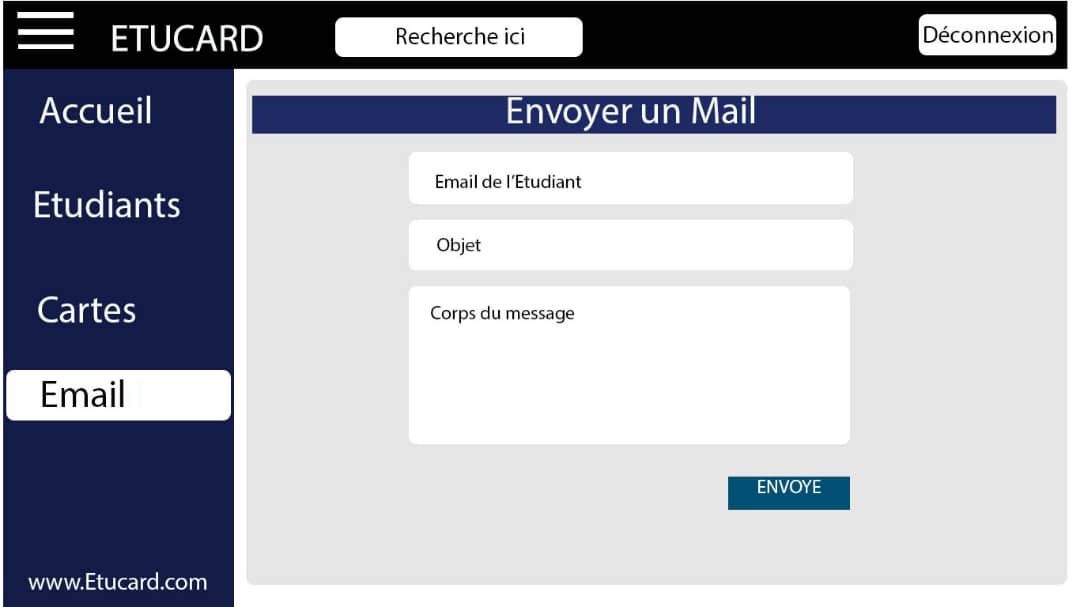 ETUCARD
Recherche ici
Déconnexion
Accueil
Etudiants
Cartes
Email
www.Etucard.com
Envoyer un Mail
Email de l'Etudiant
Objet
Corps du message
ENVOYE